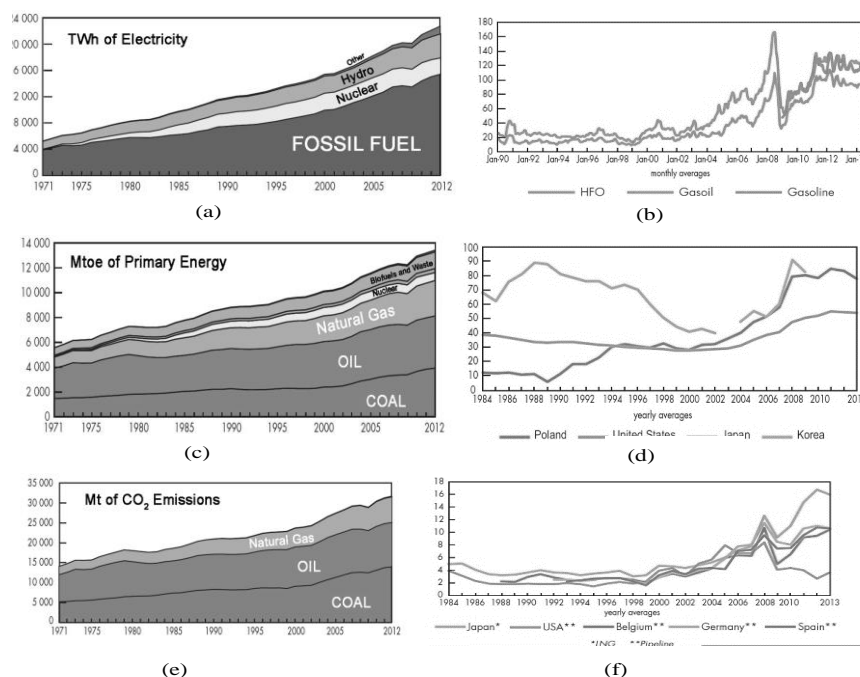 24 000
2 0000
6 000
2 000
8 000
4 000
0
TWh of Electricity
Other
Hydro
Nuclear
FOSSIL FUEL
1971 1975 1980 1985 1990 1995 2000 2005 2012
(a)
180
160
140
120
100
80
60
40
20
0
Jan-90 Jan-92 Jan-94 Jan-96 Jan-98 Jan-00 Jan-02 Jan-04 Jan-06 Jan-08 Jan-10 Jan-12 Jan-
monthly averages
HFO Gasoil Gasoline
(b)
14 000
12 000
10 000
8 000
6 000
4 000
2 000
0
Mtoe of Primary Energy
Biofuels and Waste
Nuclear
Natural Gas
OIL
COAL
1971 1975 1980 1985 1990 1995 2000 2005 2012
(c)
100
90
80
70
60
50
40
30
20
10
0
1984 1986 1988 1990 1992 1994 1996 1998 2000 2002 2004 2006 2008 2010 201
yearly averages
Poland United States Japan Korea
(d)
35 000
30 000
25 000
20 000
15 000
10 000
5 000
0
Mt of CO2 Emissions
Natural Gas
OIL
COAL
1971 1975 1980 1985 1990 1995 2000 2005 2012
(e)
18
16
14
12
10
8
6
4
2
0
1984 1986 1988 1990 1992 1994 1996 1998 2000 2002 2004 2006 2008 2010 2013
yearly averages
Japan* USA** Belgium** Germany** Spain**
*LNG **Pipeline
(f)